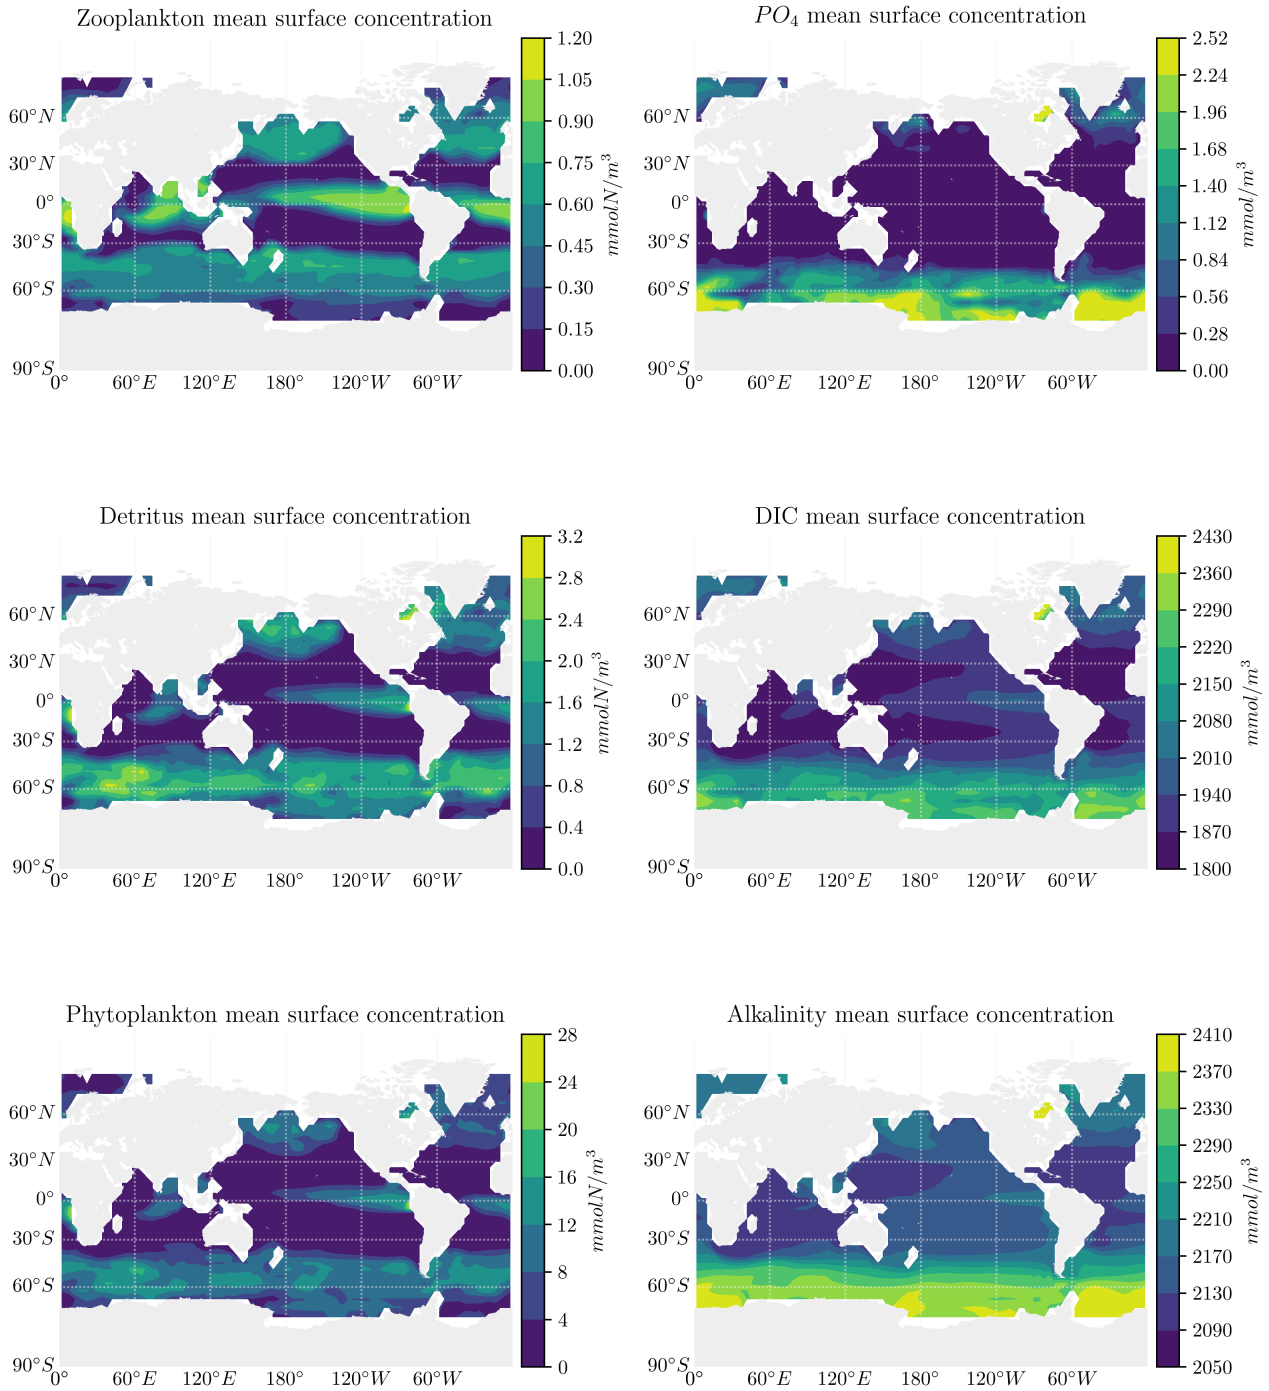 Zooplankton mean surface concentration
60°N
30°N
0°
30°S
60°S
90°S
0° 60°E 120°E 180° 120°W 60°W
1.20
1.05
0.90
0.75
0.60
0.45
0.30
0.15
0.00
mmolN/m³
PO₄ mean surface concentration
60°N
30°N
0°
30°S
60°S
90°S
0° 60°E 120°E 180° 120°W 60°W
2.52
2.24
1.96
1.68
1.40
1.12
0.84
0.56
0.28
0.00
mmol/m³
Detritus mean surface concentration
60°N
30°N
0°
30°S
60°S
90°S
0° 60°E 120°E 180° 120°W 60°W
3.2
2.8
2.4
2.0
1.6
1.2
0.8
0.4
0.0
mmolN/m³
DIC mean surface concentration
60°N
30°N
0°
30°S
60°S
90°S
0° 60°E 120°E 180° 120°W 60°W
2430
2360
2290
2220
2150
2080
2010
1940
1870
1800
mmol/m³
Phytoplankton mean surface concentration
60°N
30°N
0°
30°S
60°S
90°S
0° 60°E 120°E 180° 120°W 60°W
28
24
20
16
12
8
4
0
mmolN/m³
Alkalinity mean surface concentration
60°N
30°N
0°
30°S
60°S
90°S
0° 60°E 120°E 180° 120°W 60°W
2410
2370
2330
2290
2250
2210
2170
2130
2090
2050
mmol/m³